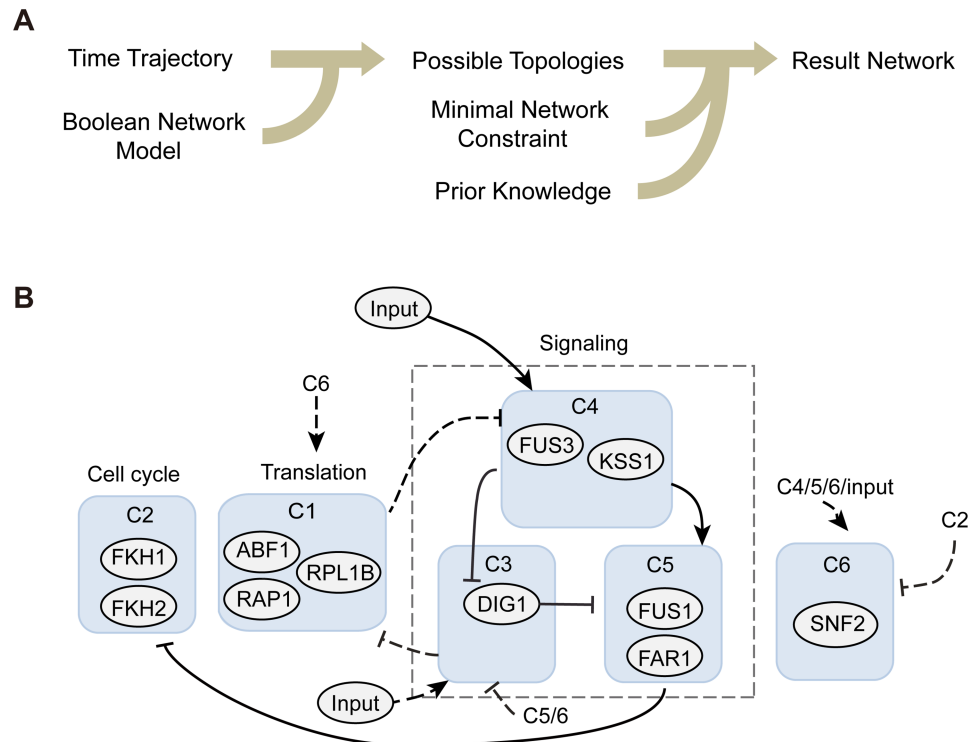 A
Time Trajectory
Possible Topologies
Result Network
Boolean Network
Model
Minimal Network
Constraint
Prior Knowledge
B
Input
Signaling
C6
C4
FUS3
KSS1
Cell cycle
Translation
C4/5/6/input
C2
C2
C1
C3
C5
C6
FKH1
ABF1
RPL1B
DIG1
FUS1
SNF2
FKH2
RAP1
FAR1
Input
C5/6